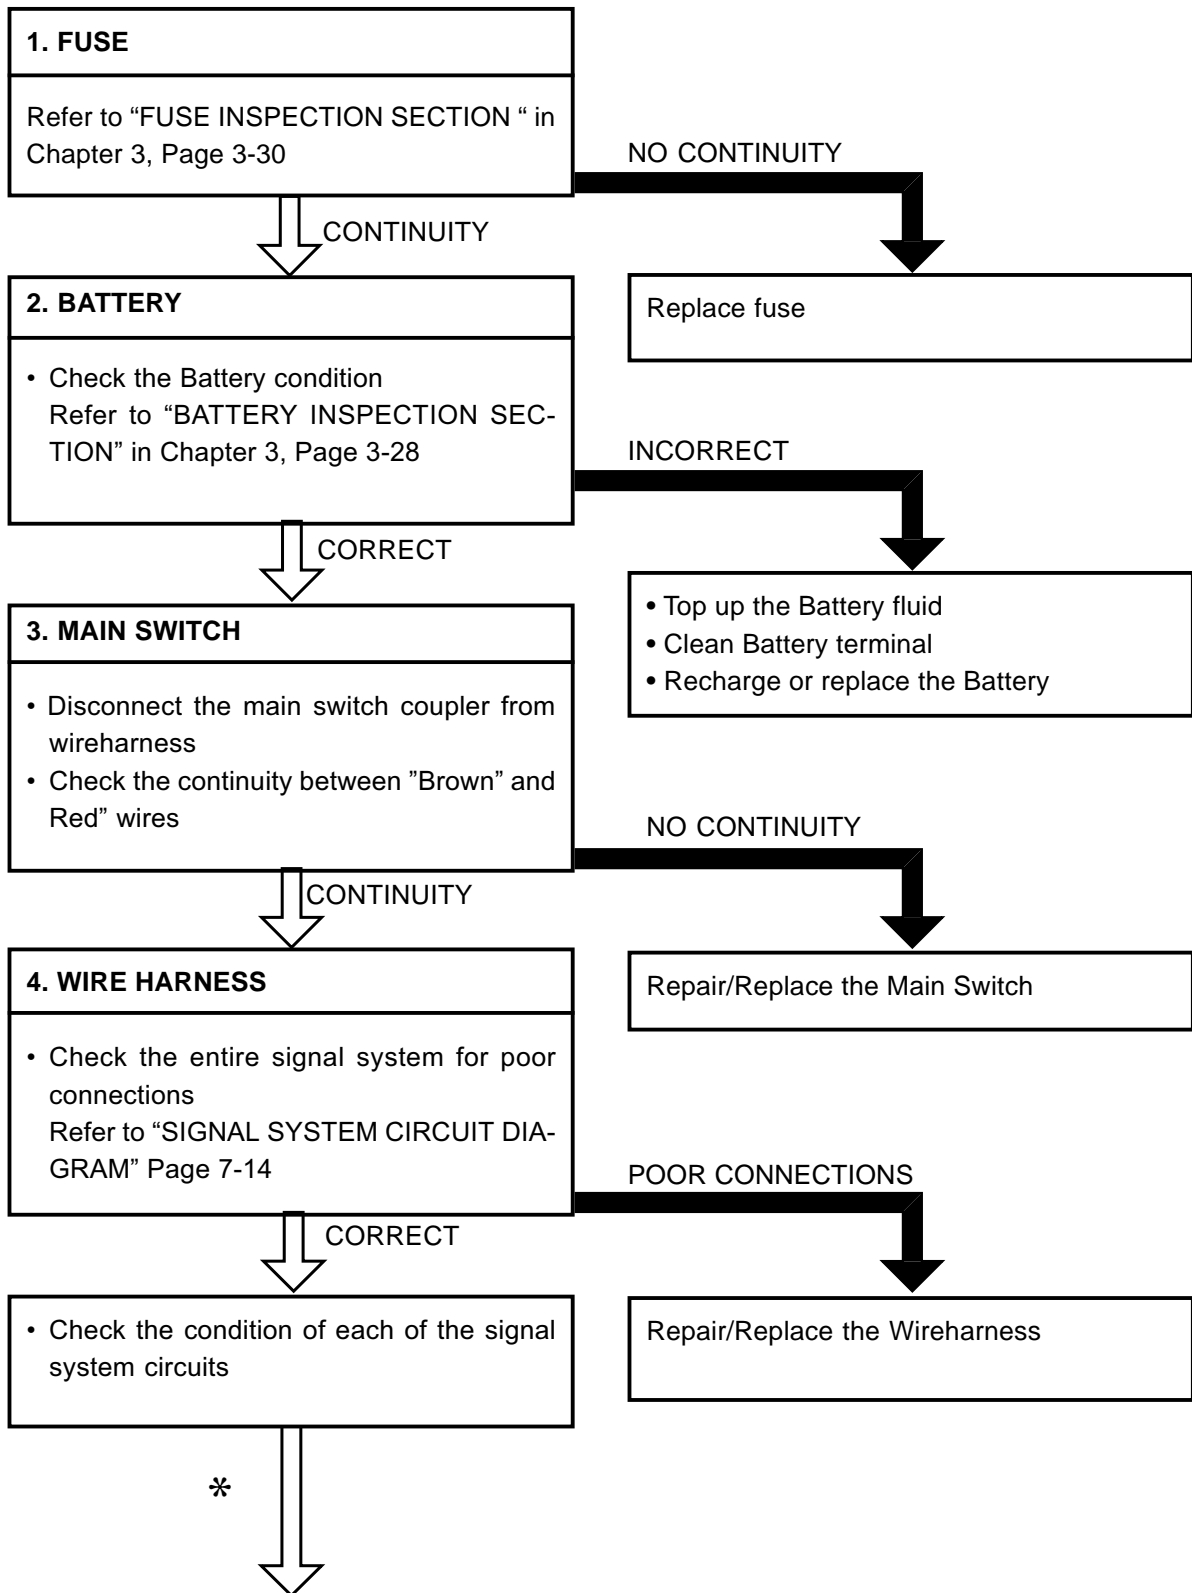 1. FUSE
Refer to “FUSE INSPECTION SECTION “ in
Chapter 3, Page 3-30
NO CONTINUITY
CONTINUITY
Replace fuse
2. BATTERY
• Check the Battery condition
Refer to “BATTERY INSPECTION SEC-
TION” in Chapter 3, Page 3-28
INCORRECT
CORRECT
• Top up the Battery fluid
• Clean Battery terminal
• Recharge or replace the Battery
3. MAIN SWITCH
• Disconnect the main switch coupler from
wireharness
• Check the continuity between ”Brown” and
Red” wires
NO CONTINUITY
CONTINUITY
Repair/Replace the Main Switch
4. WIRE HARNESS
• Check the entire signal system for poor
connections
Refer to “SIGNAL SYSTEM CIRCUIT DIA-
GRAM” Page 7-14
POOR CONNECTIONS
CORRECT
Repair/Replace the Wireharness
• Check the condition of each of the signal
system circuits
*